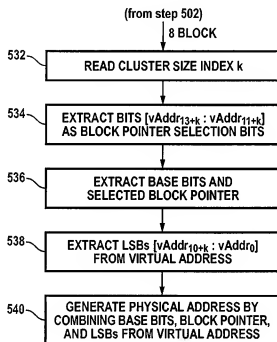 (from step 502)
8 BLOCK
532
READ CLUSTER SIZE INDEX k
534
EXTRACT BITS [vAddr13+k : vAddr11+k]
AS BLOCK POINTER SELECTION BITS
536
EXTRACT BASE BITS AND
SELECTED BLOCK POINTER
538
EXTRACT LSBs [vAddr10+k : vAddr0]
FROM VIRTUAL ADDRESS
540
GENERATE PHYSICAL ADDRESS BY
COMBINING BASE BITS, BLOCK POINTER,
AND LSBs FROM VIRTUAL ADDRESS